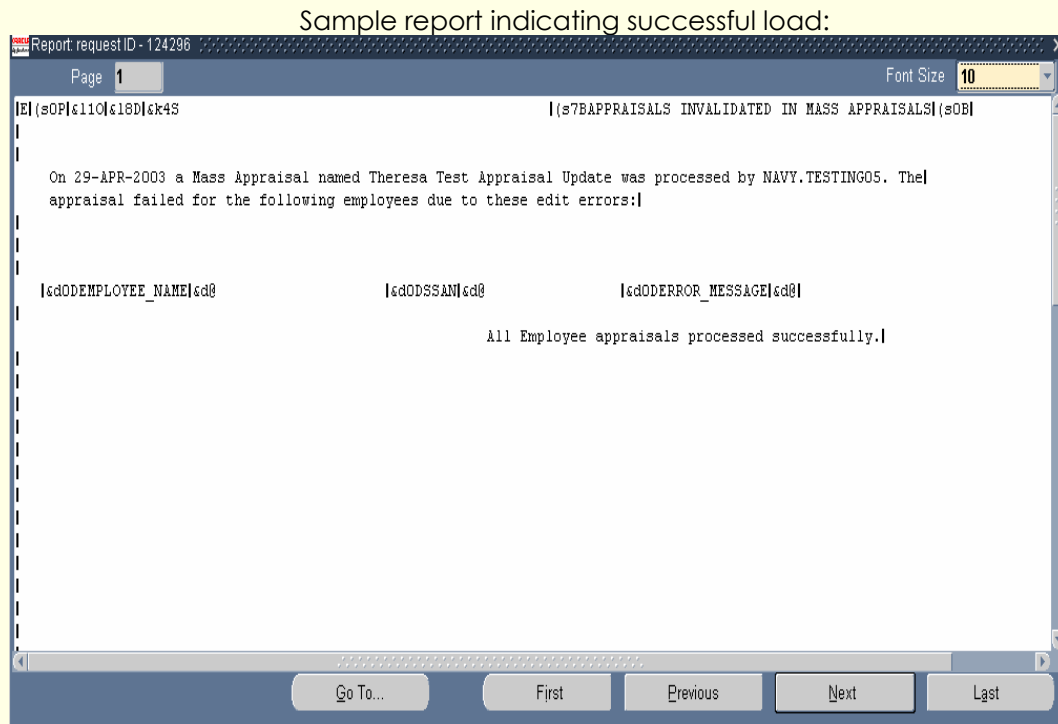 Sample report indicating successful load:
Report: request ID - 124296
Page 1 Font Size 10
|E|(s0P|&l1O|&l8D|&k4S |(s7BAPPRAISALS INVALIDATED IN MASS APPRAISALS|(s0B|
On 29-APR-2003 a Mass Appraisal named Theresa Test Appraisal Update was processed by NAVY.TESTING05. The|
appraisal failed for the following employees due to these edit errors:|
|&d0DEMPLOYEE_NAME|&d@ |&d0DSSAN|&d@ |&d0DERROR_MESSAGE|&d@|
All Employee appraisals processed successfully.|
Go To... First Previous Next Last